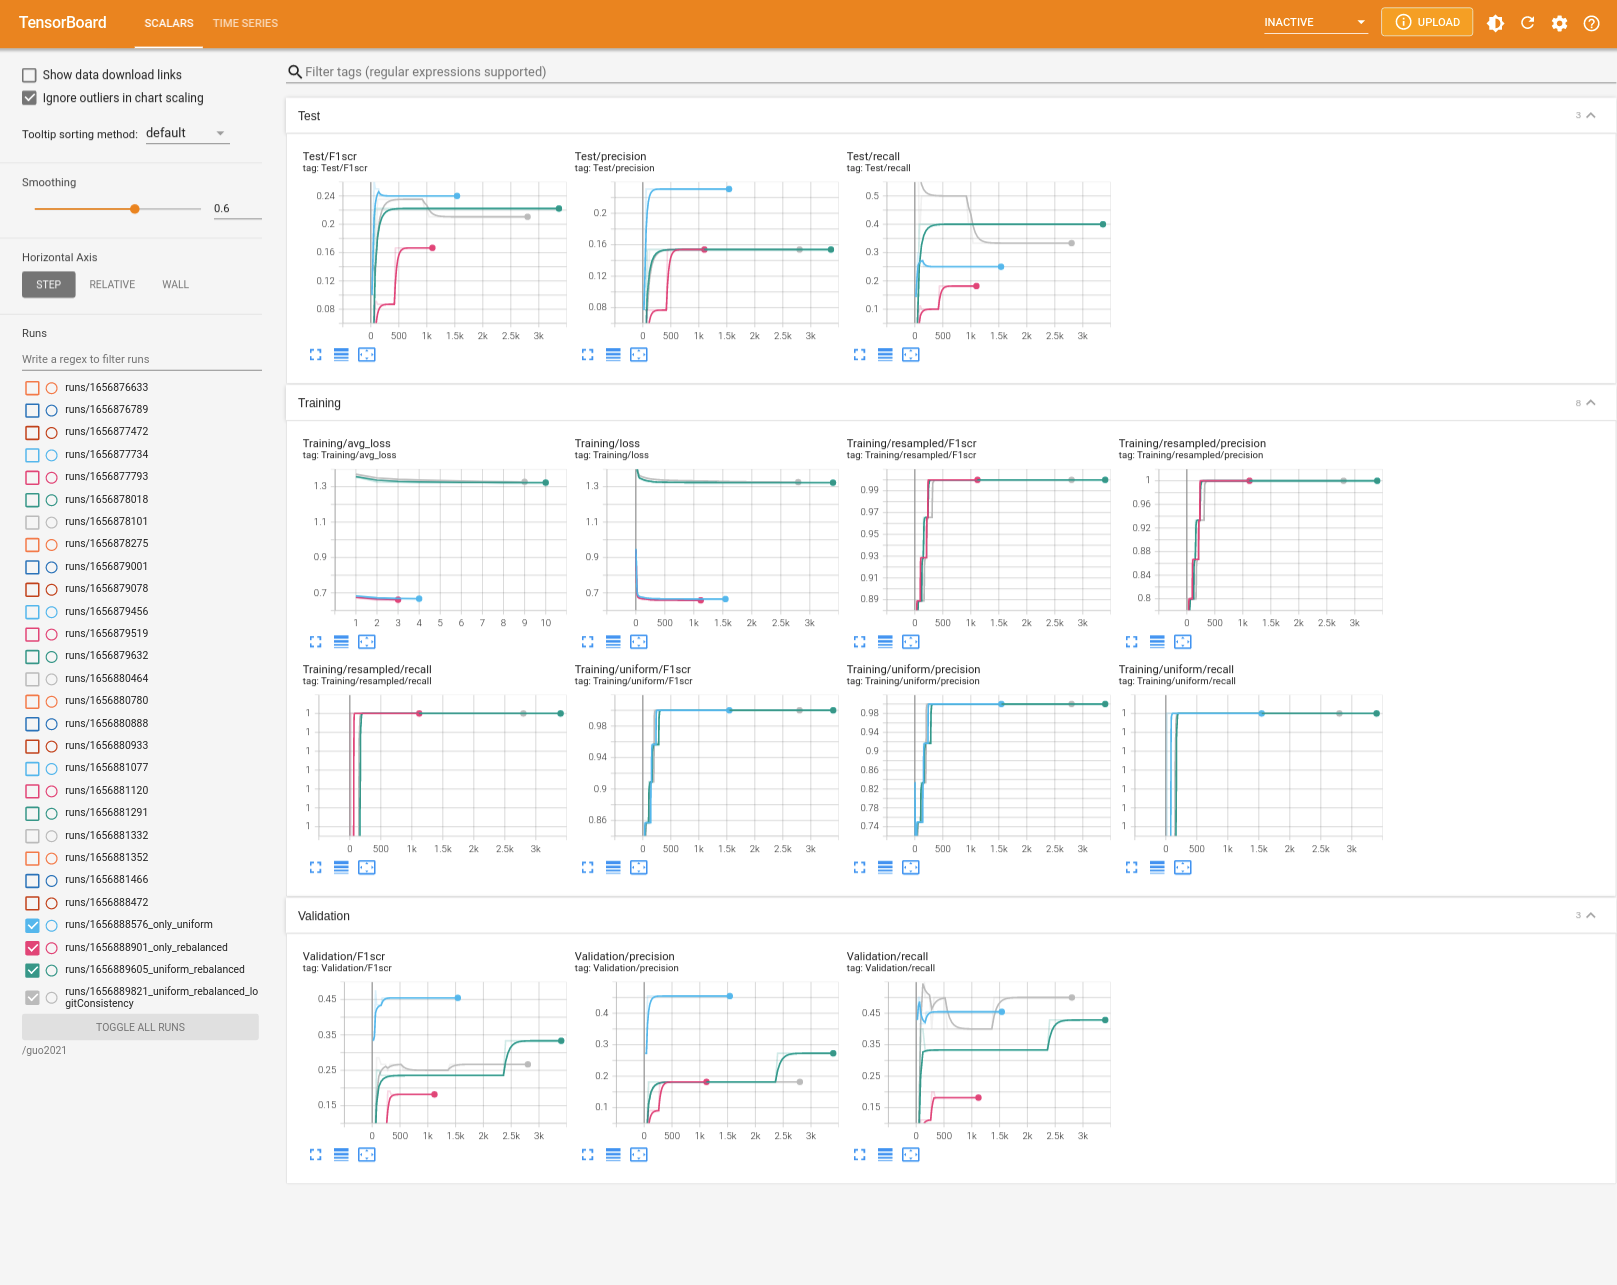 TensorBoard
SCALARS
TIME SERIES
INACTIVE
UPLOAD
Show data download links
Ignore outliers in chart scaling
Tooltip sorting method: default
Smoothing
0.6
Horizontal Axis
STEP
RELATIVE
WALL
Runs
Write a regex to filter runs
runs/1656876633
runs/1656876789
runs/1656877472
runs/1656877734
runs/1656877793
runs/1656878018
runs/1656878101
runs/1656878275
runs/1656879001
runs/1656879078
runs/1656879456
runs/1656879519
runs/1656879632
runs/1656880464
runs/1656880780
runs/1656880888
runs/1656880933
runs/1656881077
runs/1656881120
runs/1656881291
runs/1656881332
runs/1656881352
runs/1656881466
runs/1656888472
runs/1656888576_only_uniform
runs/1656888901_only_rebalanced
runs/1656889605_uniform_rebalanced
runs/1656889821_uniform_rebalanced_lo
gitConsistency
TOGGLE ALL RUNS
/guo2021
Filter tags (regular expressions supported)
Test
3
Test/F1scr
tag: Test/F1scr
0.24
0.2
0.16
0.12
0.08
0 500 1k 1.5k 2k 2.5k 3k
Test/precision
tag: Test/precision
0.2
0.16
0.12
0.08
0 500 1k 1.5k 2k 2.5k 3k
Test/recall
tag: Test/recall
0.5
0.4
0.3
0.2
0.1
0 500 1k 1.5k 2k 2.5k 3k
Training
8
Training/avg_loss
tag: Training/avg_loss
1.3
1.1
0.9
0.7
1 2 3 4 5 6 7 8 9 10
Training/loss
tag: Training/loss
1.3
1.1
0.9
0.7
0 500 1k 1.5k 2k 2.5k 3k
Training/resampled/F1scr
tag: Training/resampled/F1scr
0.99
0.97
0.95
0.93
0.91
0.89
0 500 1k 1.5k 2k 2.5k 3k
Training/resampled/precision
tag: Training/resampled/precision
1
0.96
0.92
0.88
0.84
0.8
0 500 1k 1.5k 2k 2.5k 3k
Training/resampled/recall
tag: Training/resampled/recall
1
1
1
1
1
1
1
0 500 1k 1.5k 2k 2.5k 3k
Training/uniform/F1scr
tag: Training/uniform/F1scr
0.98
0.94
0.9
0.86
0 500 1k 1.5k 2k 2.5k 3k
Training/uniform/precision
tag: Training/uniform/precision
0.98
0.94
0.9
0.86
0.82
0.78
0.74
0 500 1k 1.5k 2k 2.5k 3k
Training/uniform/recall
tag: Training/uniform/recall
1
1
1
1
1
1
1
0 500 1k 1.5k 2k 2.5k 3k
Validation
3
Validation/F1scr
tag: Validation/F1scr
0.45
0.35
0.25
0.15
0 500 1k 1.5k 2k 2.5k 3k
Validation/precision
tag: Validation/precision
0.4
0.3
0.2
0.1
0 500 1k 1.5k 2k 2.5k 3k
Validation/recall
tag: Validation/recall
0.45
0.35
0.25
0.15
0 500 1k 1.5k 2k 2.5k 3k